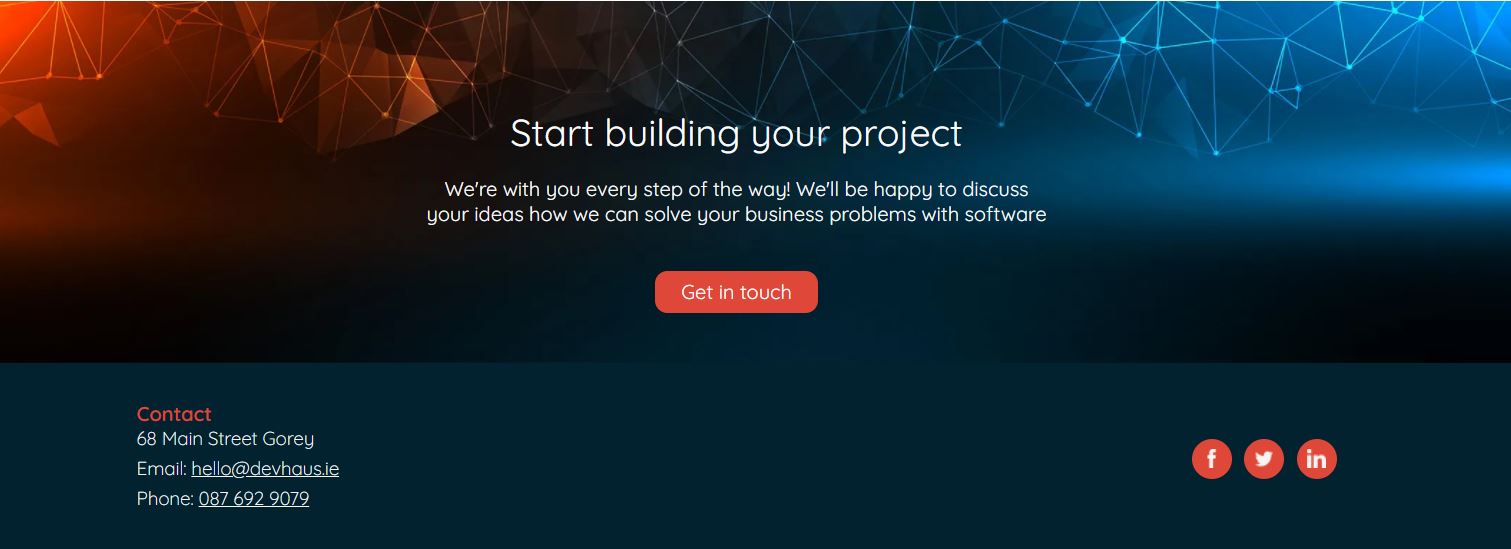 Start building your project
We're with you every step of the way! We'll be happy to discuss
your ideas how we can solve your business problems with software
Get in touch
Contact
68 Main Street Gorey
Email: hello@devhaus.ie
Phone: 087 692 9079